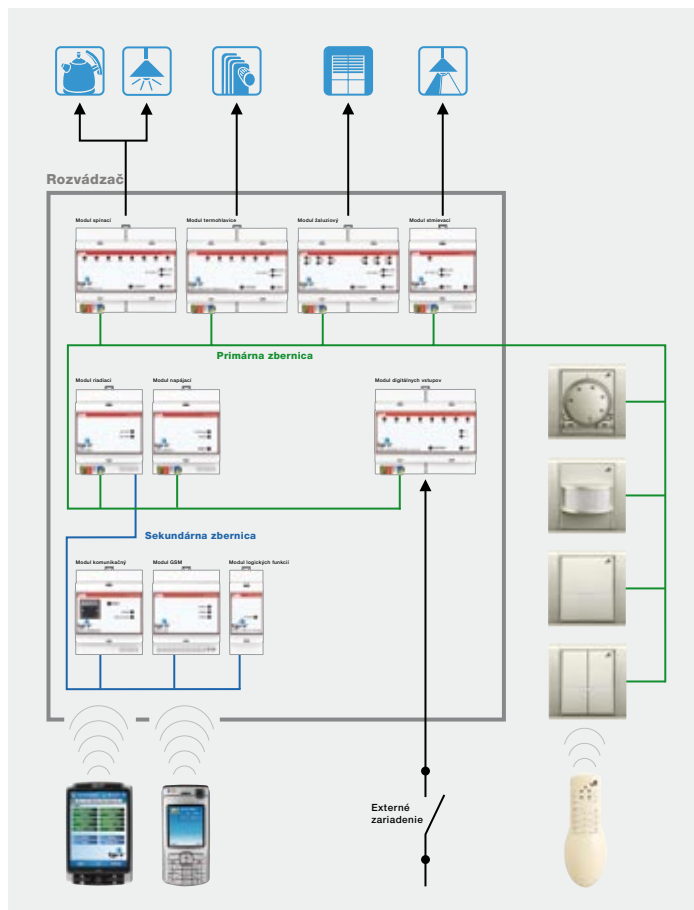 Rozvádzač
Modul spínací
Modul termohlavice
Modul žaluziový
Modul stmievací
Primárna zbernica
Modul riadiaci
Modul napájací
Modul digitálnych vstupov
Sekundárna zbernica
Modul komunikačný
Modul GSM
Modul logických funkcií
Externé
zariadenie